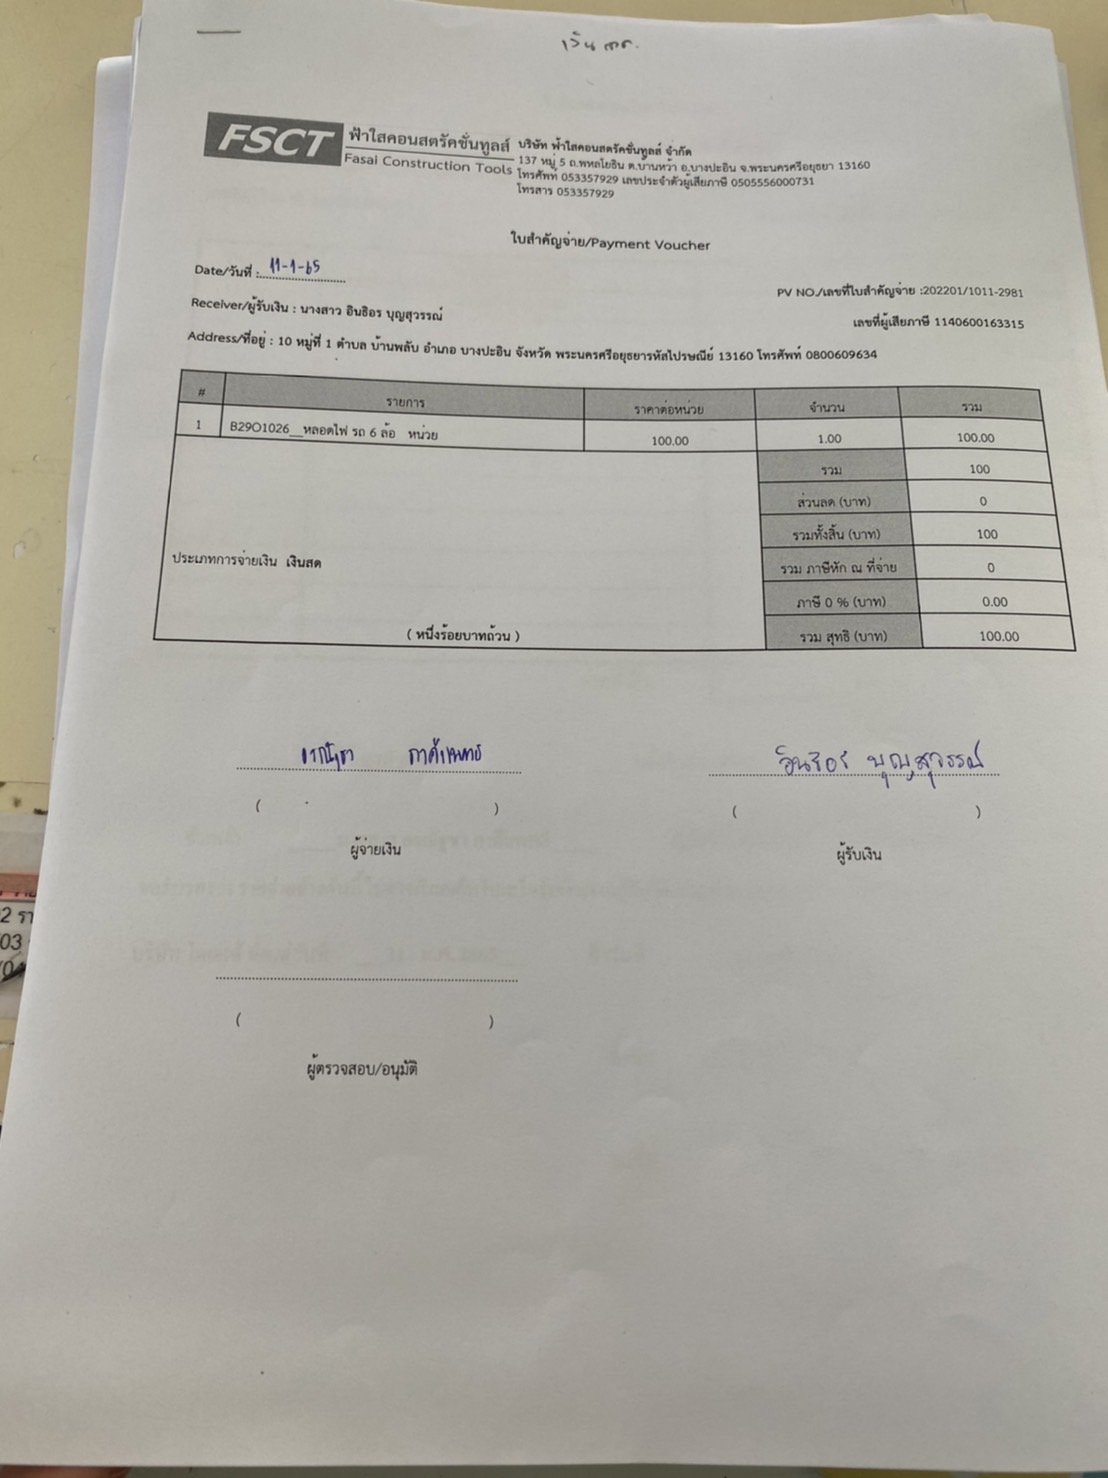 เงินสด
FSCT ฟ้าใสคอนสตรัคชั่นทูลส์
Fasai Construction Tools
บริษัท ฟ้าใสคอนสตรัคชั่นทูลส์ จำกัด
137 หมู่ 5 ถ.พหลโยธิน ต.บ้านหว้า อ.บางปะอิน จ.พระนครศรีอยุธยา 13160
โทรศัพท์ 053357929 เลขประจำตัวผู้เสียภาษี 0505556000731
โทรสาร 053357929
ใบสำคัญจ่าย/Payment Voucher
Date/วันที่ : 11-1-65
PV NO./เลขที่ใบสำคัญจ่าย :202201/1011-2981
Receiver/ผู้รับเงิน : นางสาว อินธิอร บุญสุวรรณ์
เลขที่ผู้เสียภาษี 1140600163315
Address/ที่อยู่ : 10 หมู่ที่ 1 ตำบล บ้านพลับ อำเภอ บางปะอิน จังหวัด พระนครศรีอยุธยารหัสไปรษณีย์ 13160 โทรศัพท์ 0800609634
# รายการ ราคาต่อหน่วย จำนวน รวม
1 B29O1026__หลอดไฟ รถ 6 ล้อ หน่วย 100.00 1.00 100.00
รวม 100
ส่วนลด (บาท) 0
รวมทั้งสิ้น (บาท) 100
ประเภทการจ่ายเงิน เงินสด
รวม ภาษีหัก ณ ที่จ่าย 0
ภาษี 0 % (บาท) 0.00
( หนึ่งร้อยบาทถ้วน ) รวม สุทธิ (บาท) 100.00
อินธิอร บุญสุวรรณ์
( ) ( )
ผู้จ่ายเงิน ผู้รับเงิน
( )
ผู้ตรวจสอบ/อนุมัติ
2 รา
03